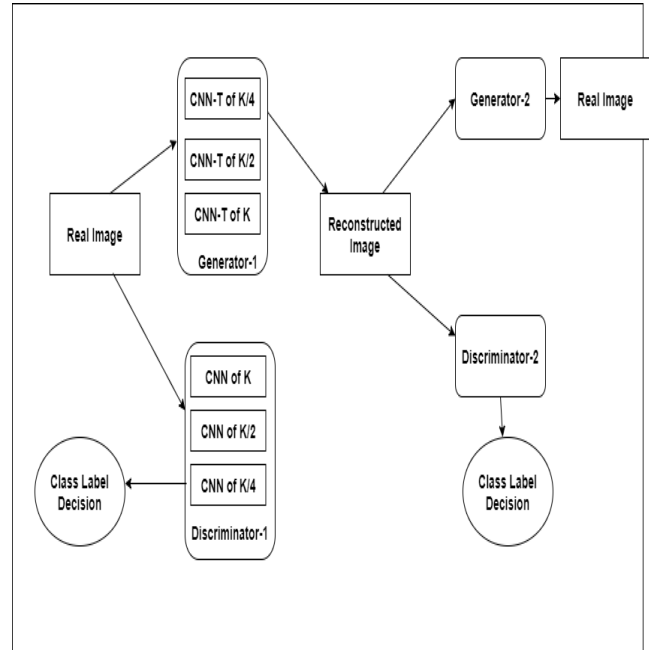 Real Image
CNN-T of K/4
CNN-T of K/2
CNN-T of K
Generator-1
Reconstructed
Image
Generator-2
Real Image
CNN of K
CNN of K/2
CNN of K/4
Discriminator-1
Class Label
Decision
Discriminator-2
Class Label
Decision